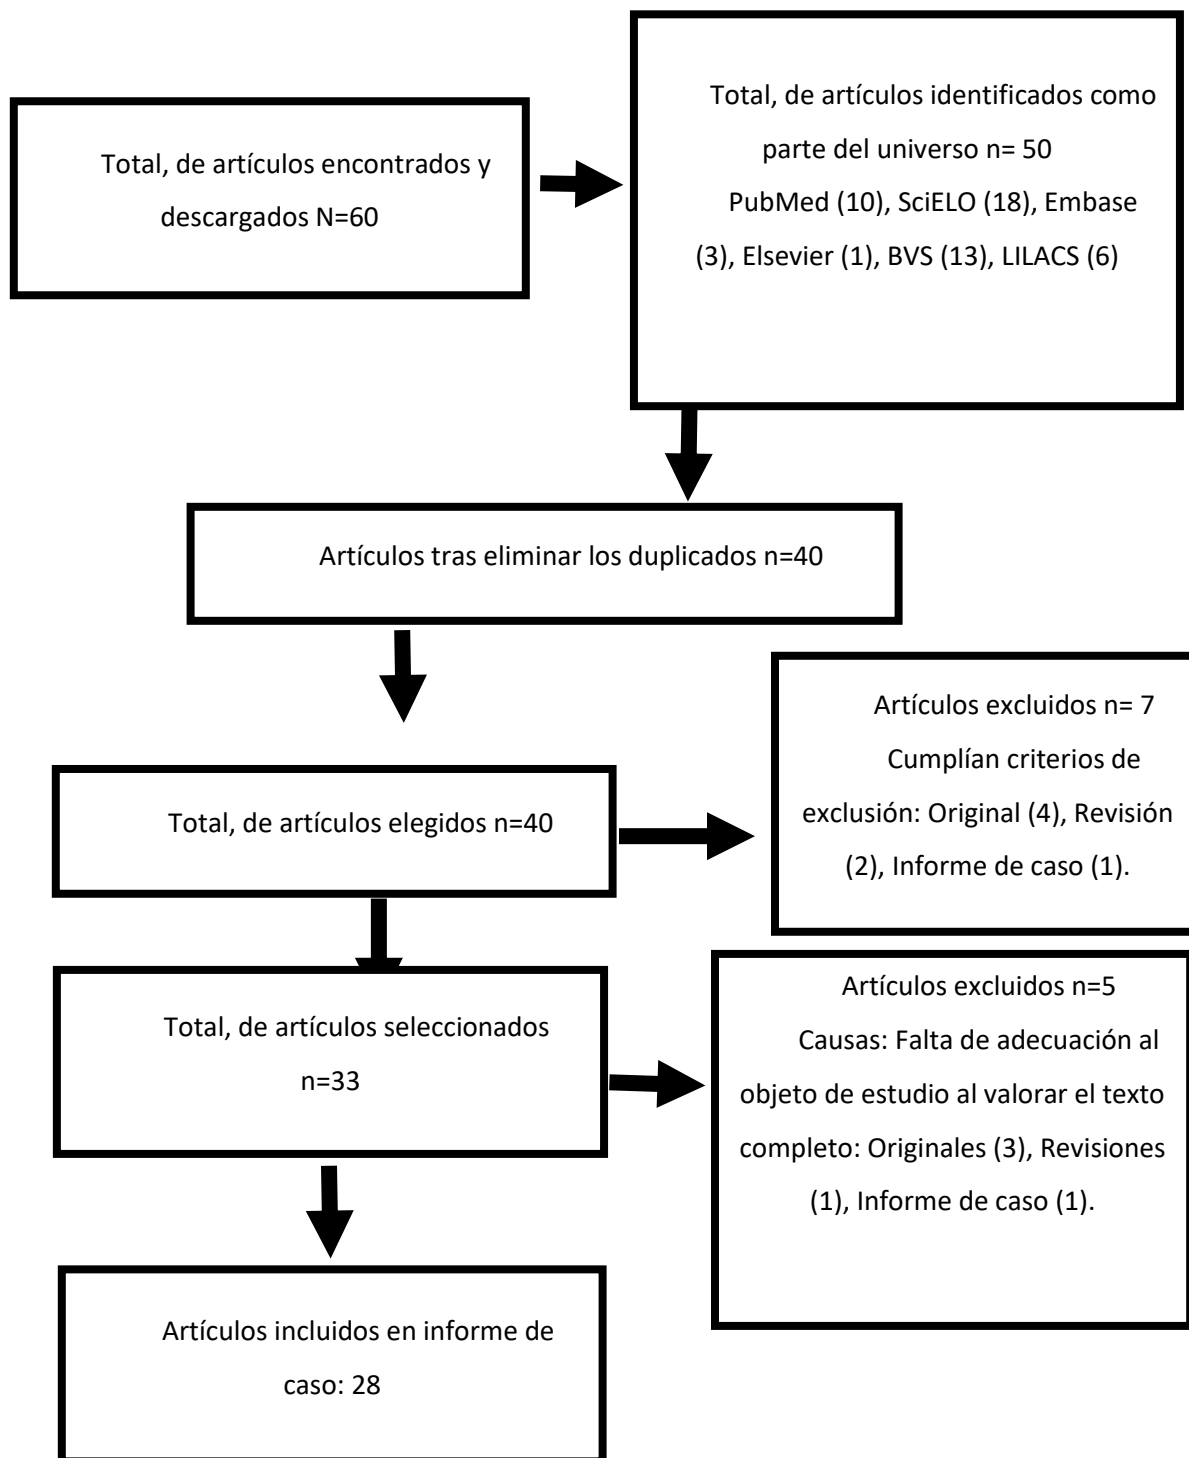 Total, de artículos encontrados y
descargados N=60
Total, de artículos identificados como
parte del universo n= 50
PubMed (10), SciELO (18), Embase
(3), Elsevier (1), BVS (13), LILACS (6)
Artículos tras eliminar los duplicados n=40
Total, de artículos elegidos n=40
Artículos excluidos n= 7
Cumplían criterios de
exclusión: Original (4), Revisión
(2), Informe de caso (1).
Total, de artículos seleccionados
n=33
Artículos excluidos n=5
Causas: Falta de adecuación al
objeto de estudio al valorar el texto
completo: Originales (3), Revisiones
(1), Informe de caso (1).
Artículos incluidos en informe de
caso: 28